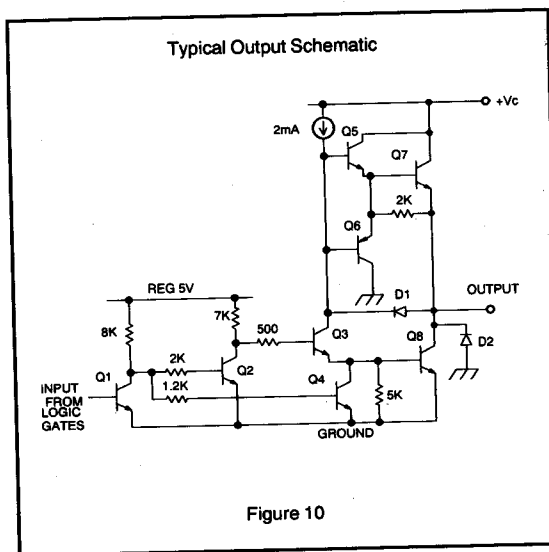 Typical Output Schematic
+Vc
2mA
Q5
Q7
2K
Q6
REG 5V
D1
OUTPUT
8K
7K
500
Q3
Q8
D2
2K
Q1
Q2
1.2K
Q4
5K
INPUT
FROM
LOGIC
GATES
GROUND
Figure 10